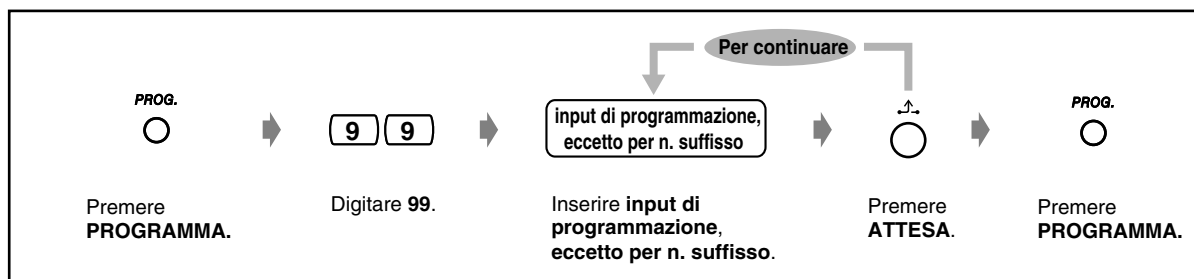 Per continuare
PROG.
9 9
input di programmazione,
eccetto per n. suffisso
PROG.
Premere
PROGRAMMA.
Digitare 99.
Inserire input di
programmazione,
eccetto per n. suffisso.
Premere
ATTESA.
Premere
PROGRAMMA.